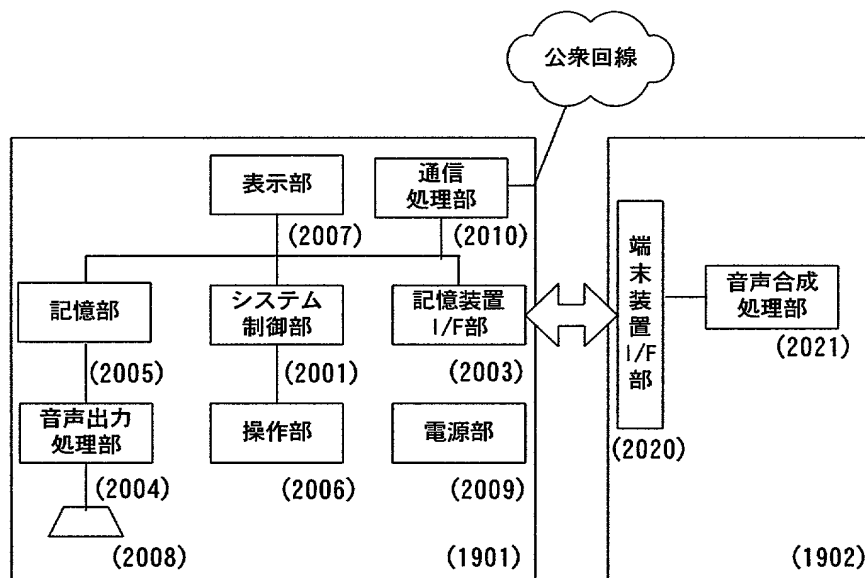 公衆回線
表示部
(2007)
通信
処理部
(2010)
記憶部
(2005)
システム
制御部
(2001)
記憶装置
I/F部
(2003)
音声出力
処理部
(2004)
操作部
(2006)
電源部
(2009)
(2008)
(1901)
端末装置I/F部
(2020)
音声合成
処理部
(2021)
(1902)